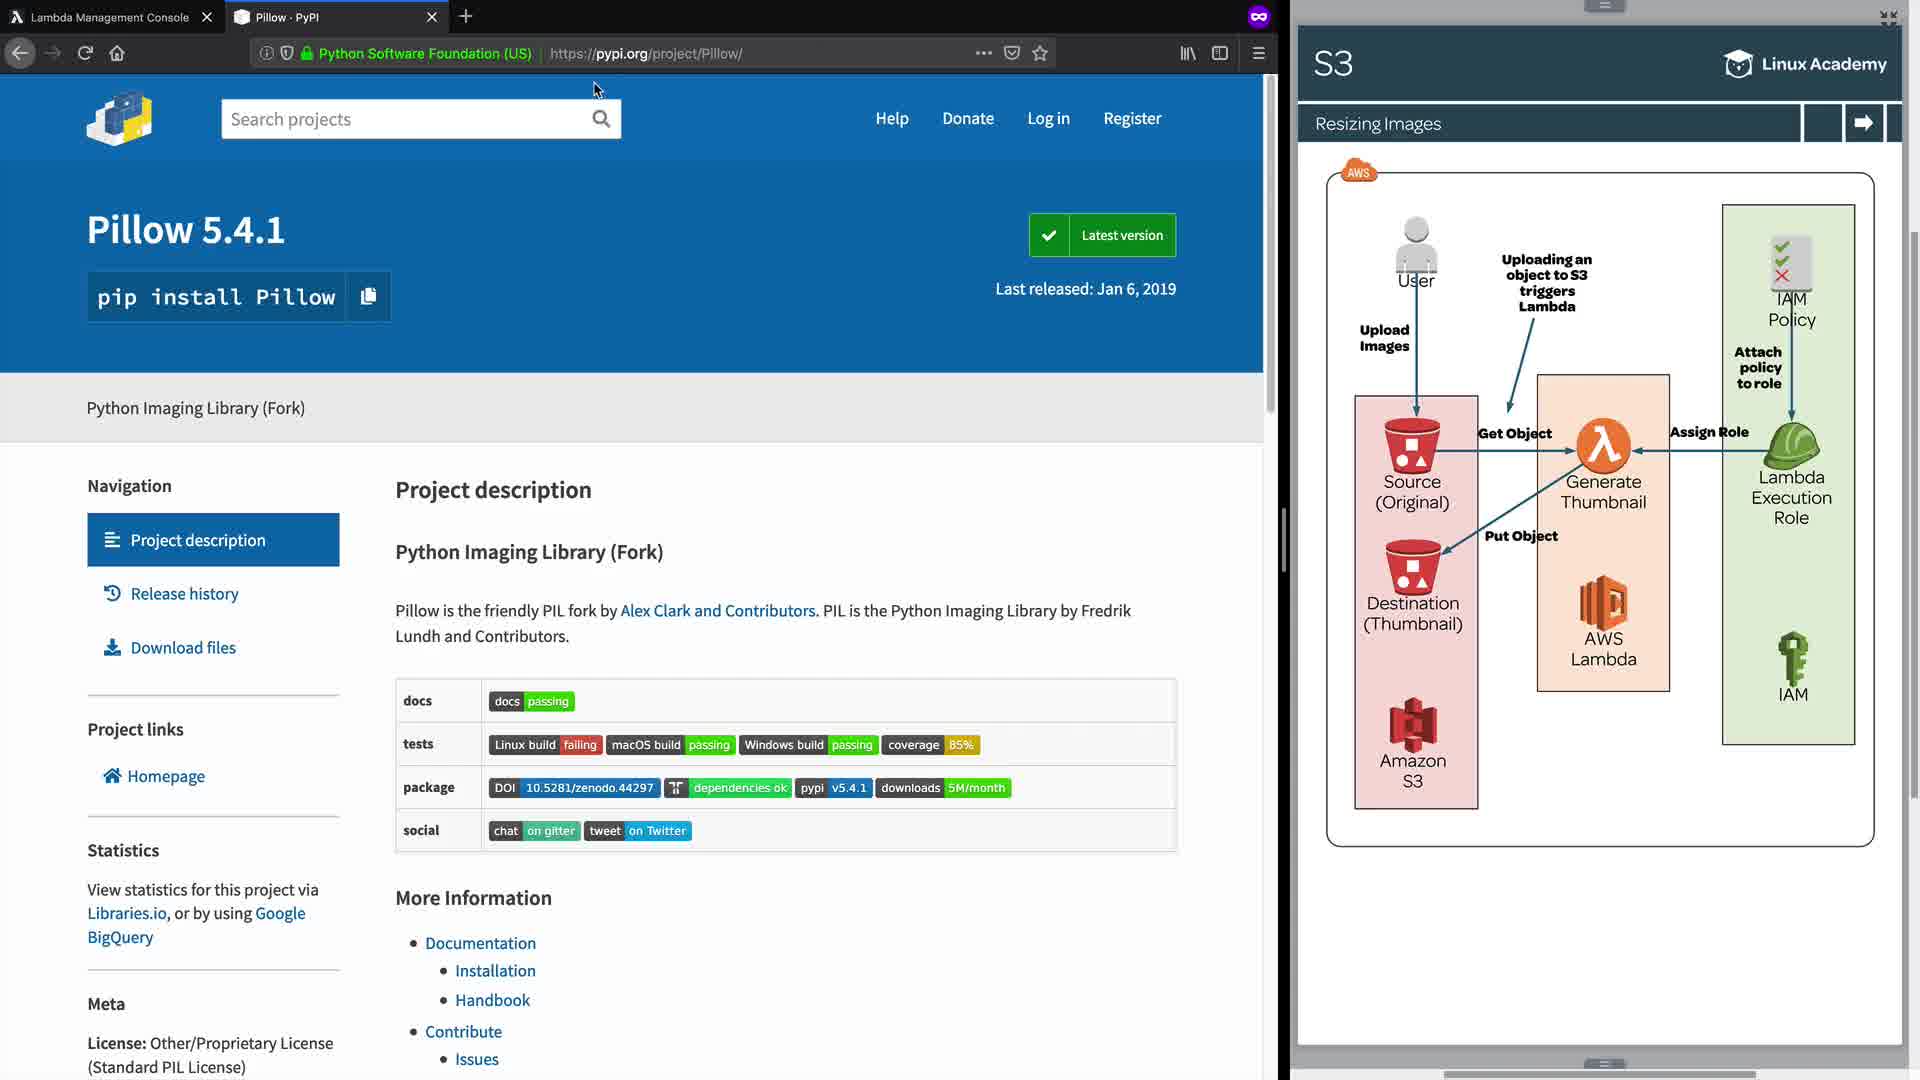 Lambda Management Console
Pillow · PyPI
Python Software Foundation (US)
https://pypi.org/project/Pillow/
Search projects
Help
Donate
Log in
Register
Pillow 5.4.1
pip install Pillow
Latest version
Last released: Jan 6, 2019
Python Imaging Library (Fork)
Navigation
Project description
Release history
Download files
Project links
Homepage
Statistics
View statistics for this project via
Libraries.io, or by using Google
BigQuery
Meta
License: Other/Proprietary License
(Standard PIL License)
Project description
Python Imaging Library (Fork)
Pillow is the friendly PIL fork by Alex Clark and Contributors. PIL is the Python Imaging Library by Fredrik
Lundh and Contributors.
docs
docs passing
tests
Linux build failing macOS build passing Windows build passing coverage 85%
package
DOI 10.5281/zenodo.44297 dependencies ok pypi v5.4.1 downloads 5M/month
social
chat on gitter tweet on Twitter
More Information
Documentation
Installation
Handbook
Contribute
Issues
S3
Linux Academy
Resizing Images
AWS
User
Upload
Images
Uploading an
object to S3
triggers
Lambda
IAM
Policy
Attach
policy
to role
Get Object
Assign Role
Source
(Original)
Generate
Thumbnail
Lambda
Execution
Role
Put Object
Destination
(Thumbnail)
AWS
Lambda
IAM
Amazon
S3